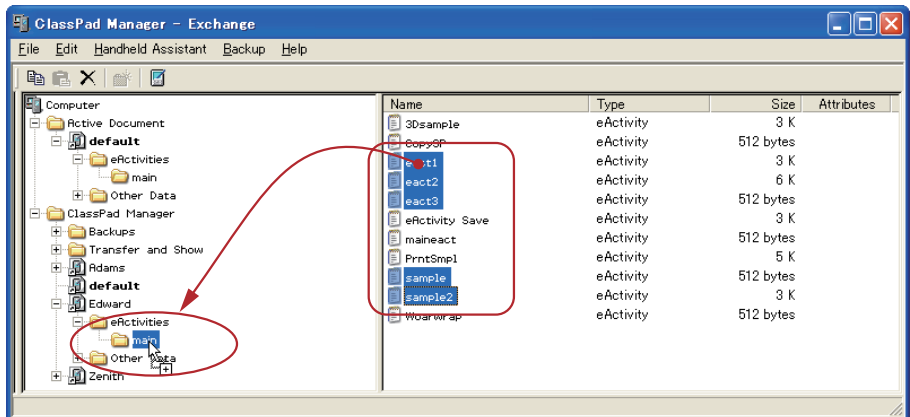 ClassPad Manager - Exchange
File Edit Handheld Assistant Backup Help
Computer
Active Document
default
eActivities
main
Other Data
ClassPad Manager
Backups
Transfer and Show
Adams
default
Edward
eActivities
main
Other Data
Zenith
Name Type Size Attributes
3Dsample eActivity 3 K
CopySP eActivity 512 bytes
eact1 eActivity 3 K
eact2 eActivity 6 K
eact3 eActivity 512 bytes
eActivity Save eActivity 3 K
maineact eActivity 512 bytes
PrntSmpl eActivity 5 K
sample eActivity 512 bytes
sample2 eActivity 3 K
Woarwrap eActivity 512 bytes